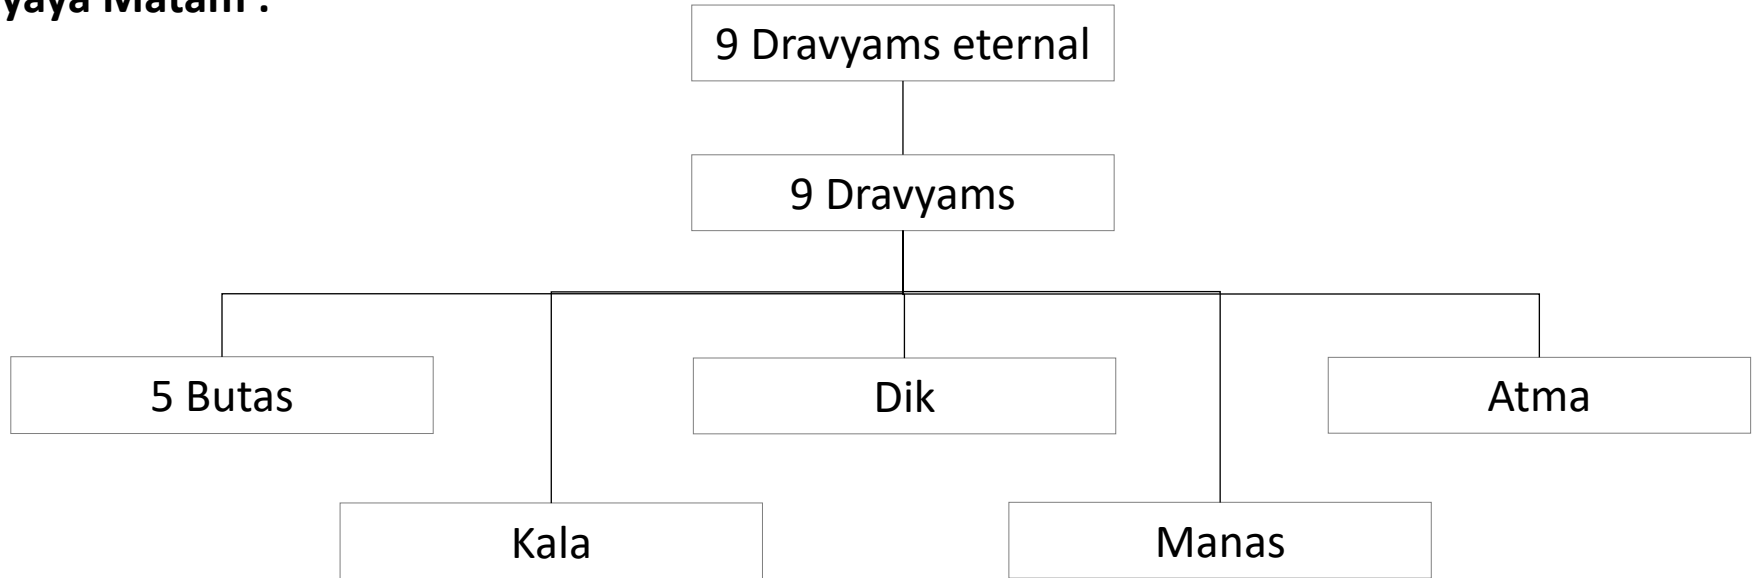 yaya Matam :
9 Dravyams eternal
9 Dravyams
5 Butas
Dik
Atma
Kala
Manas